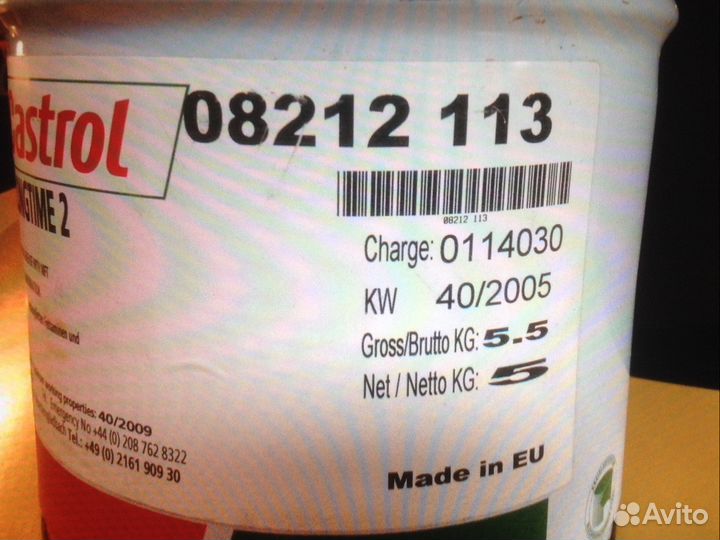 Castrol
08212 113
LONGTIME 2
08212 113
Charge: 0114030
KW 40/2005
Gross/Brutto KG: 5.5
Net / Netto KG: 5
working properties: 40/2009
Emergency No +44 (0) 208 762 8322
Tel.: +49 (0) 2161 909 30
Made in EU
Avito